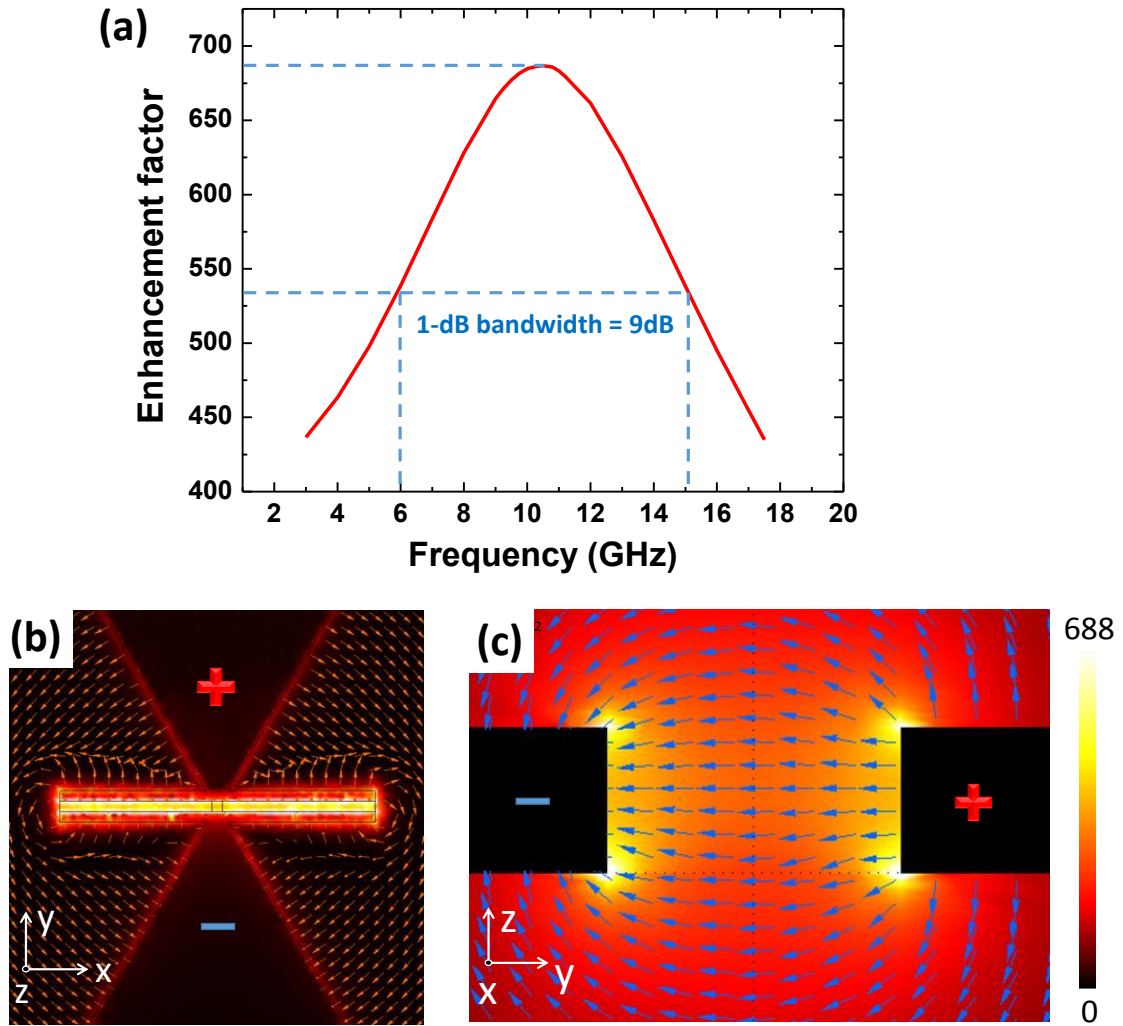 (a)
700
650
600
550
500
450
400
Enhancement factor
1-dB bandwidth = 9dB
2 4 6 8 10 12 14 16 18 20
Frequency (GHz)
(b)
y
x
z
(c)
2
z
y
x
688
0